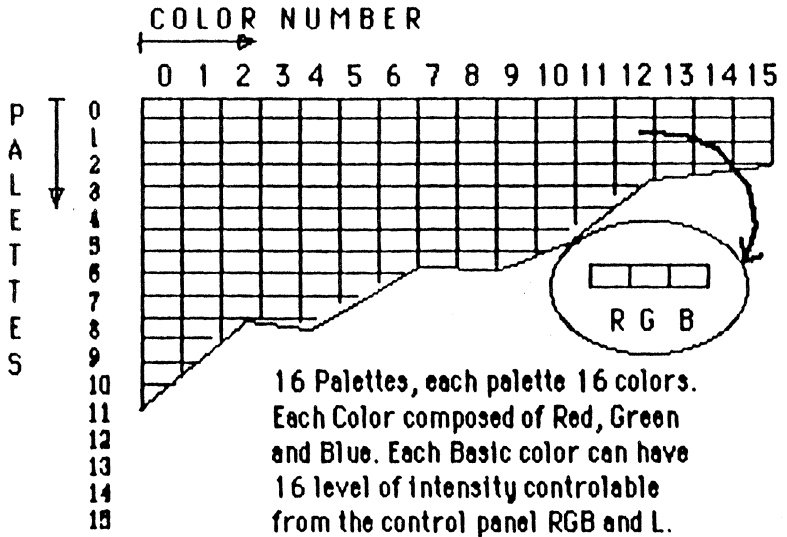 COLOR NUMBER
0 1 2 3 4 5 6 7 8 9 10 11 12 13 14 15
PALETTES
0
1
2
3
4
5
6
7
8
9
10
11
12
13
14
15
R G B
16 Palettes, each palette 16 colors.
Each Color composed of Red, Green
and Blue. Each Basic color can have
16 level of intensity controlable
from the control panel RGB and L.